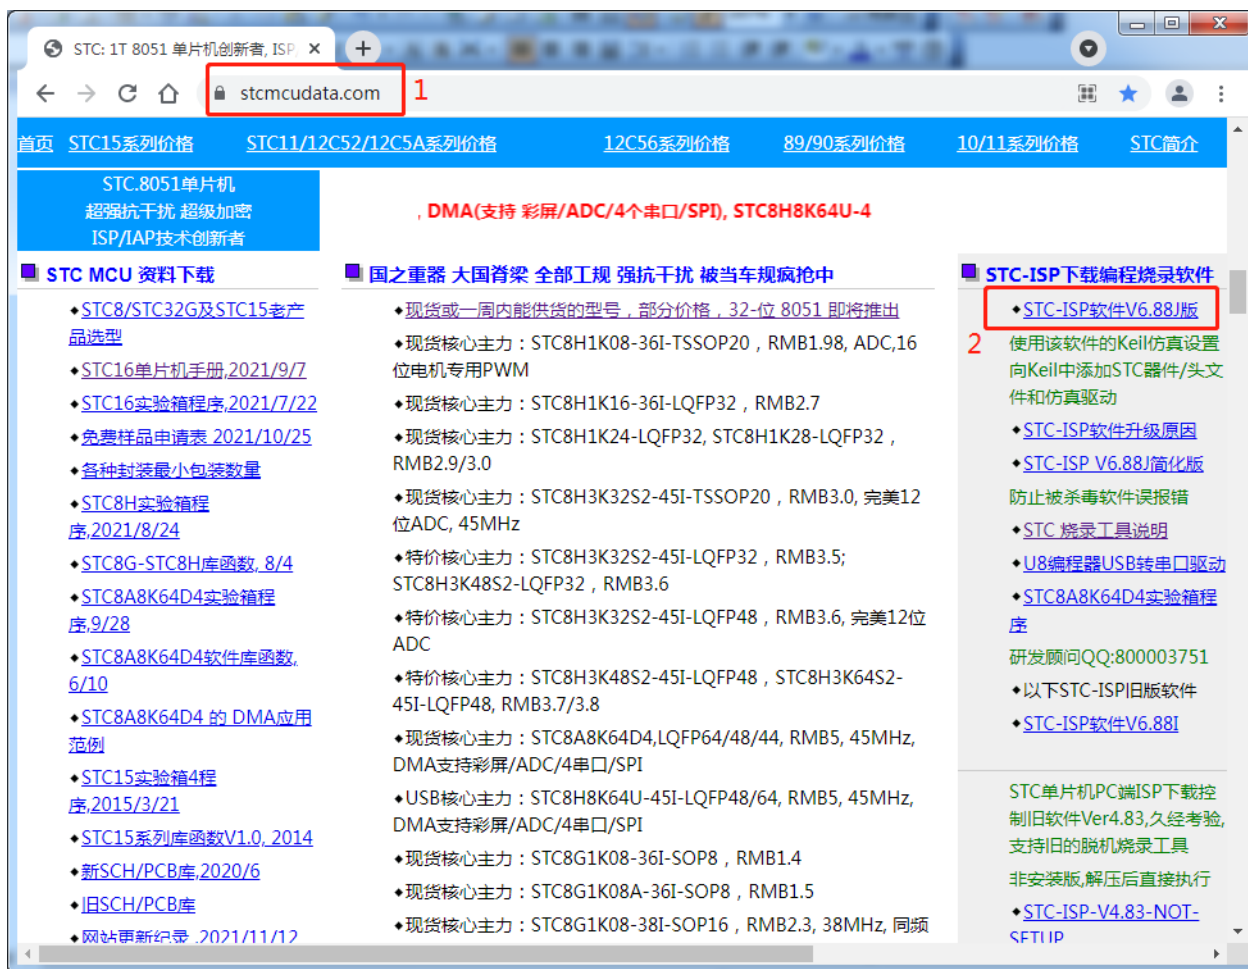 STC: 1T 8051 单片机创新者, ISP
stcmcudata.com
1
首页 STC15系列价格 STC11/12C52/12C5A系列价格 12C56系列价格 89/90系列价格 10/11系列价格 STC简介
STC.8051单片机
超强抗干扰 超级加密
ISP/IAP技术创新者
, DMA(支持 彩屏/ADC/4个串口/SPI), STC8H8K64U-4
STC MCU 资料下载
◆STC8/STC32G及STC15老产
品选型
◆STC16单片机手册,2021/9/7
◆STC16实验箱程序,2021/7/22
◆免费样品申请表 2021/10/25
◆各种封装最小包装数量
◆STC8H实验箱程
序,2021/8/24
◆STC8G-STC8H库函数, 8/4
◆STC8A8K64D4实验箱程
序,9/28
◆STC8A8K64D4软件库函数,
6/10
◆STC8A8K64D4 的 DMA应用
范例
◆STC15实验箱4程
序,2015/3/21
◆STC15系列库函数V1.0, 2014
◆新SCH/PCB库,2020/6
◆旧SCH/PCB库
◆网站更新纪录 ,2021/11/12
国之重器 大国脊梁 全部工规 强抗干扰 被当车规疯抢中
◆现货或一周内能供货的型号，部分价格，32-位 8051 即将推出
◆现货核心主力：STC8H1K08-36I-TSSOP20，RMB1.98, ADC,16
位电机专用PWM
◆现货核心主力：STC8H1K16-36I-LQFP32，RMB2.7
◆现货核心主力：STC8H1K24-LQFP32, STC8H1K28-LQFP32，
RMB2.9/3.0
◆现货核心主力：STC8H3K32S2-45I-TSSOP20，RMB3.0, 完美12
位ADC, 45MHz
◆特价核心主力：STC8H3K32S2-45I-LQFP32，RMB3.5;
STC8H3K48S2-LQFP32，RMB3.6
◆特价核心主力：STC8H3K32S2-45I-LQFP48，RMB3.6, 完美12位
ADC
◆特价核心主力：STC8H3K48S2-45I-LQFP48，STC8H3K64S2-
45I-LQFP48, RMB3.7/3.8
◆现货核心主力：STC8A8K64D4,LQFP64/48/44, RMB5, 45MHz,
DMA支持彩屏/ADC/4串口/SPI
◆USB核心主力：STC8H8K64U-45I-LQFP48/64, RMB5, 45MHz,
DMA支持彩屏/ADC/4串口/SPI
◆现货核心主力：STC8G1K08-36I-SOP8，RMB1.4
◆现货核心主力：STC8G1K08A-36I-SOP8，RMB1.5
◆现货核心主力：STC8G1K08-38I-SOP16，RMB2.3, 38MHz, 同频
STC-ISP下载编程烧录软件
◆STC-ISP软件V6.88J版
2
使用该软件的Keil仿真设置
向Keil中添加STC器件/头文
件和仿真驱动
◆STC-ISP软件升级原因
◆STC-ISP V6.88J简化版
防止被杀毒软件误报错
◆STC 烧录工具说明
◆U8编程器USB转串口驱动
◆STC8A8K64D4实验箱程
序
研发顾问QQ:800003751
◆以下STC-ISP旧版软件
◆STC-ISP软件V6.88I
STC单片机PC端ISP下载控
制旧软件Ver4.83,久经考验,
支持旧的脱机烧录工具
非安装版,解压后直接执行
◆STC-ISP-V4.83-NOT-
SETUP